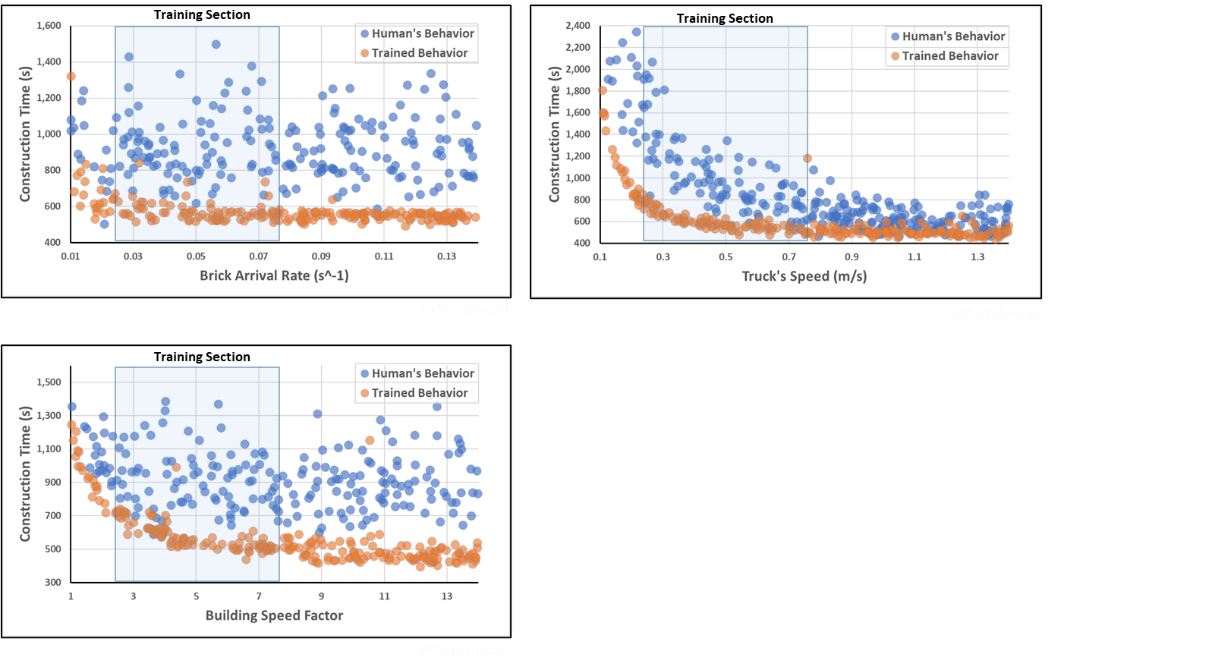 Training Section
1,600
1,400
1,200
1,000
800
600
400
Construction Time (s)
Human's Behavior
Trained Behavior
0.01 0.03 0.05 0.07 0.09 0.11 0.13
Brick Arrival Rate (s^-1)
Training Section
2,400
2,200
2,000
1,800
1,600
1,400
1,200
1,000
800
600
400
Construction Time (s)
Human's Behavior
Trained Behavior
0.1 0.3 0.5 0.7 0.9 1.1 1.3
Truck's Speed (m/s)
Training Section
1,500
1,300
1,100
900
700
500
300
Construction Time (s)
Human's Behavior
Trained Behavior
1 3 5 7 9 11 13
Building Speed Factor